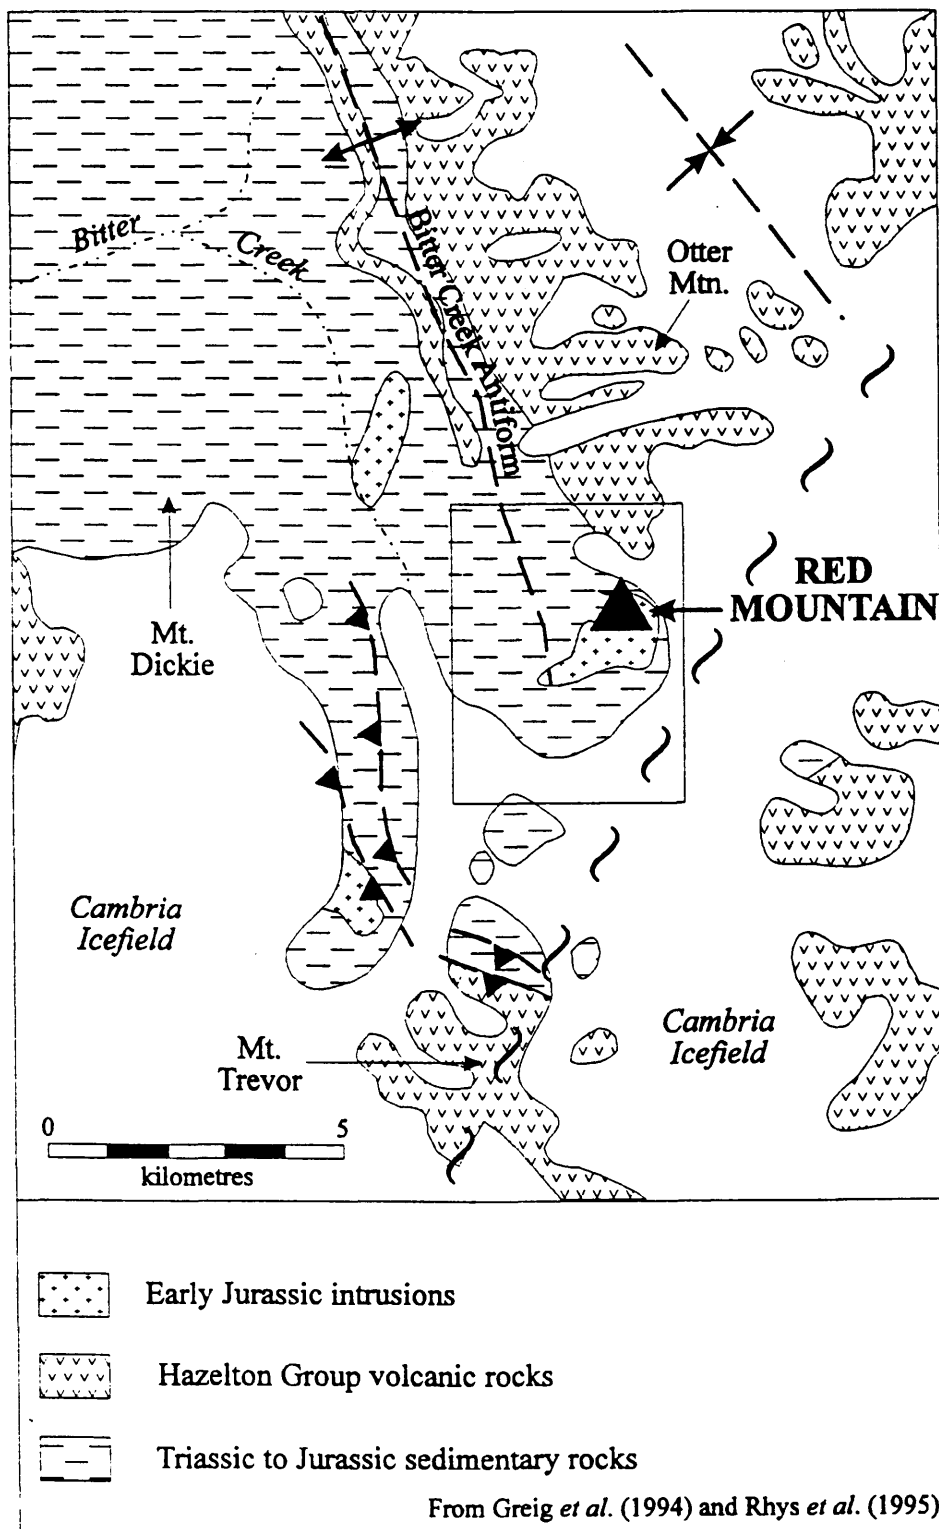 Bitter
Creek
Bitter Creek Antiform
Otter
Mtn.
RED
MOUNTAIN
Mt.
Dickie
Cambria
Icefield
Cambria
Icefield
Mt.
Trevor
0 5
kilometres
Early Jurassic intrusions
Hazelton Group volcanic rocks
Triassic to Jurassic sedimentary rocks
From Greig et al. (1994) and Rhys et al. (1995)